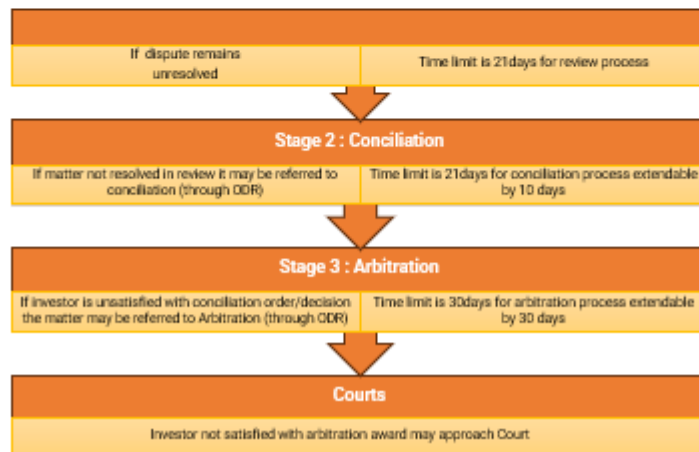 If dispute remains
unresolved
Time limit is 21days for review process
Stage 2 : Conciliation
If matter not resolved in review it may be referred to
conciliation (through ODR)
Time limit is 21days for conciliation process extendable
by 10 days
Stage 3 : Arbitration
If investor is unsatisfied with conciliation order/decision
the matter may be referred to Arbitration (through ODR)
Time limit is 30days for arbitration process extendable
by 30 days
Courts
Investor not satisfied with arbitration award may approach Court